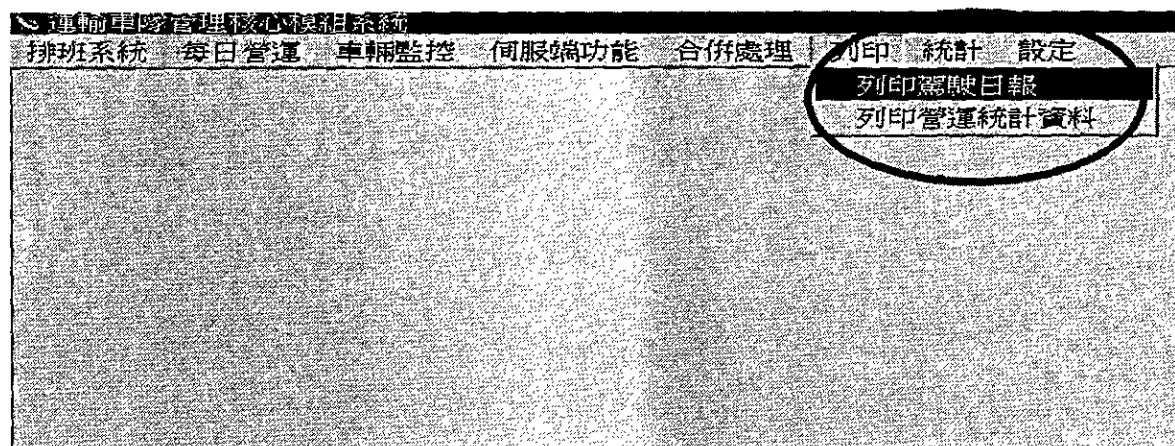 運輸車隊管理核心模組系統
排班系統 每日營運 車輛監控 伺服端功能 合併處理 列印 統計 設定
列印駕駛日報
列印營運統計資料